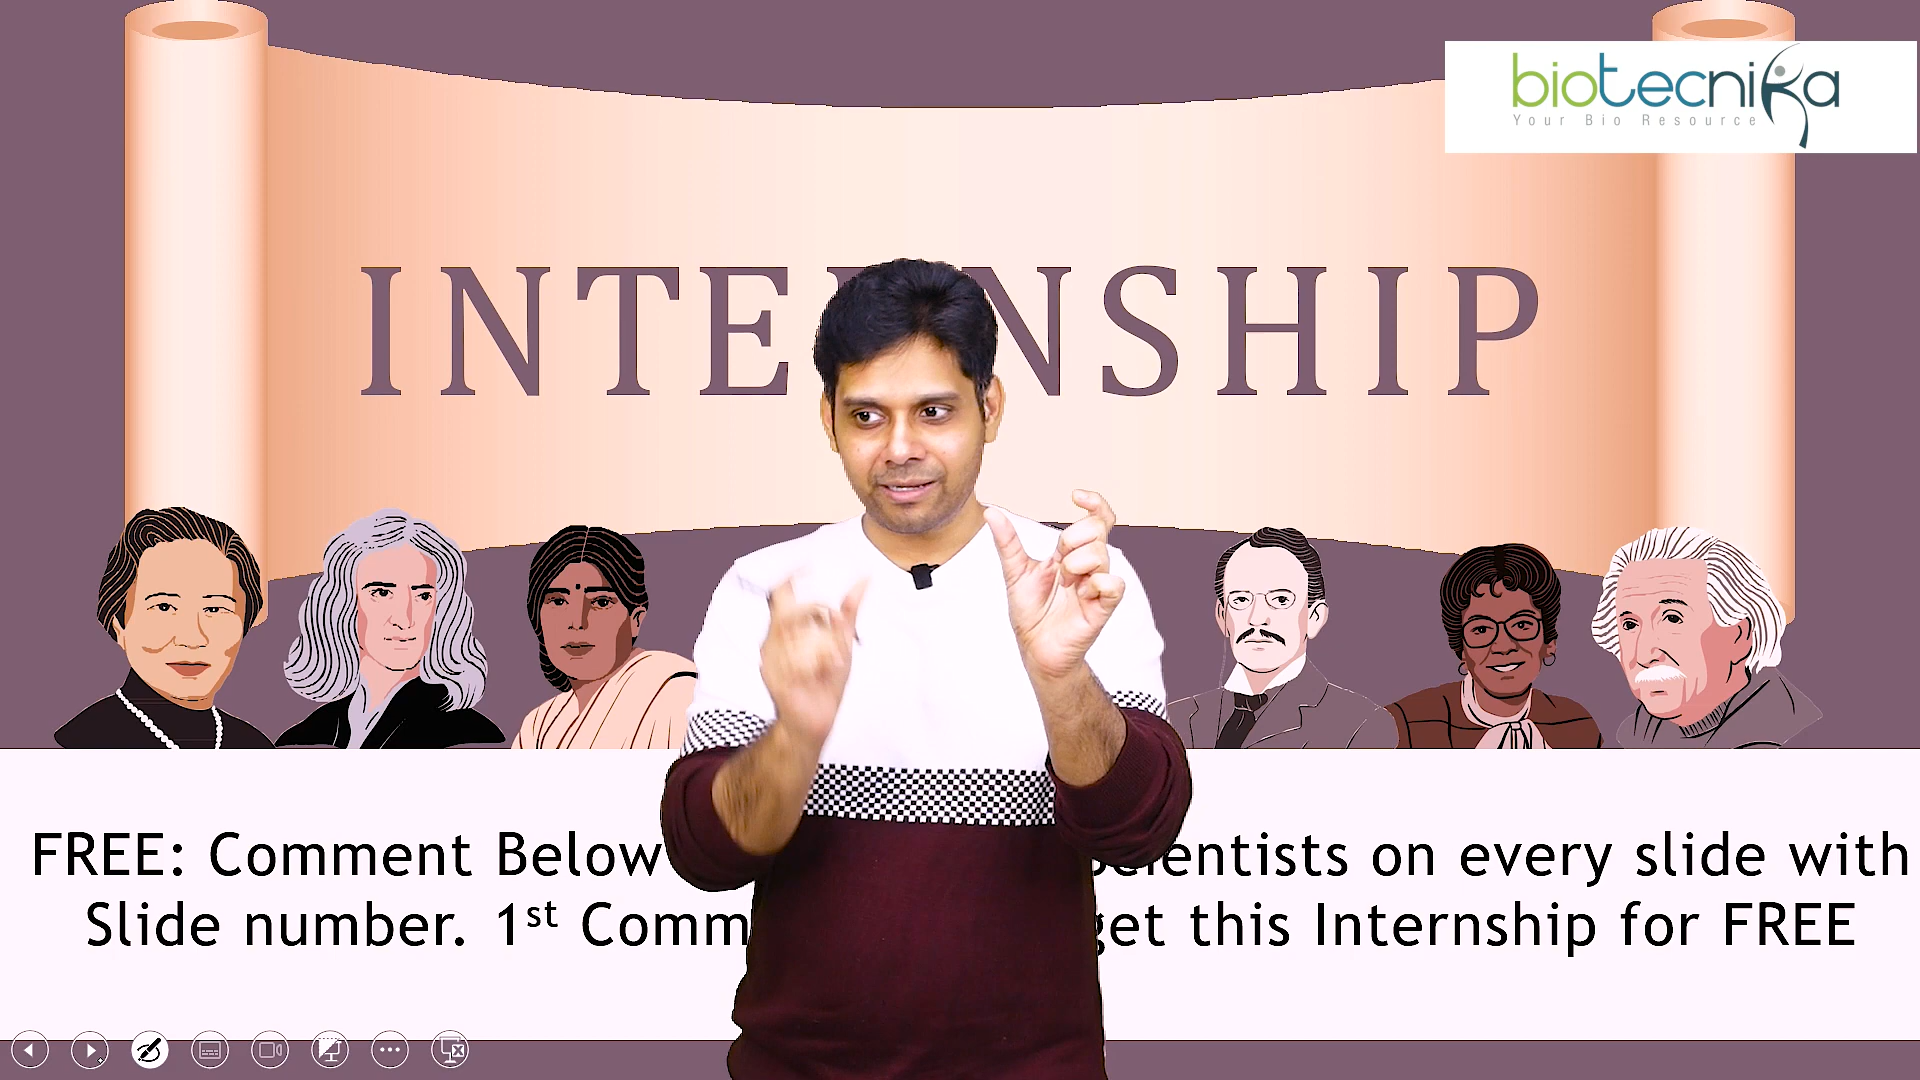 biotecnika
Your Bio Resource
INTE NSHIP
FREE: Comment Below entists on every slide with
Slide number. 1st Comm get this Internship for FREE